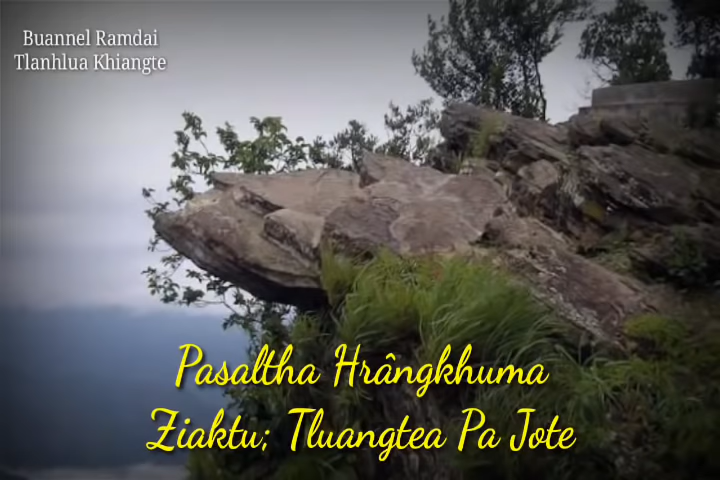 Buannel Ramdai
Tlanhlua Khiangte
Pasaltha Hrângkhuma
Ziaktu; Tluangtea Pa Jote